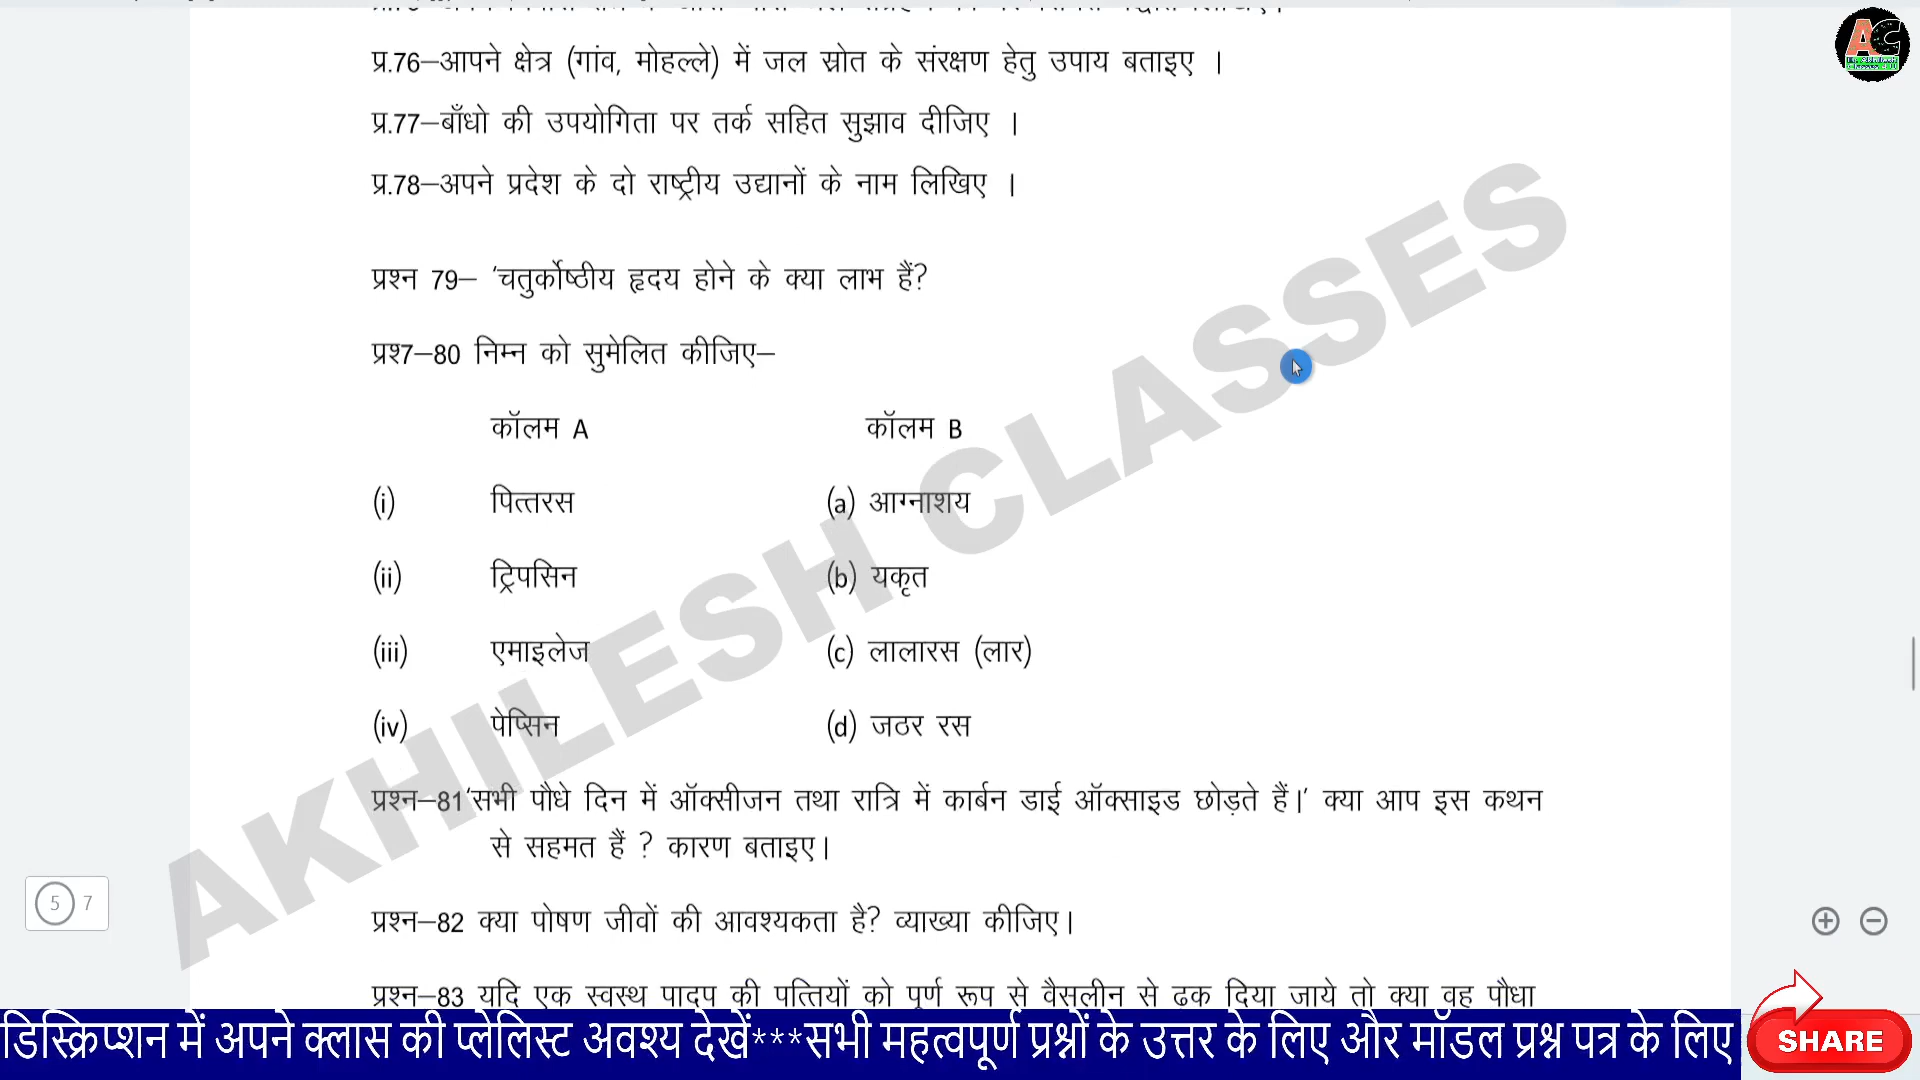 प्र.76–आपने क्षेत्र (गांव, मोहल्ले) में जल स्रोत के संरक्षण हेतु उपाय बताइए ।
प्र.77–बाँधो की उपयोगिता पर तर्क सहित सुझाव दीजिए ।
प्र.78–अपने प्रदेश के दो राष्ट्रीय उद्यानों के नाम लिखिए ।
प्रश्न 79– 'चतुर्कोष्ठीय हृदय होने के क्या लाभ हैं?
प्रश7–80 निम्न को सुमेलित कीजिए–
कॉलम A कॉलम B
(i) पित्तरस (a) आग्नाशय
(ii) ट्रिपसिन (b) यकृत
(iii) एमाइलेज (c) लालारस (लार)
(iv) पेप्सिन (d) जठर रस
प्रश्न–81'सभी पौधे दिन में ऑक्सीजन तथा रात्रि में कार्बन डाई ऑक्साइड छोड़ते हैं।' क्या आप इस कथन
से सहमत हैं ? कारण बताइए।
प्रश्न–82 क्या पोषण जीवों की आवश्यकता है? व्याख्या कीजिए।
प्रश्न–83 यदि एक स्वस्थ पादप की पत्तियों को पूर्ण रूप से वैसलीन से ढक दिया जाये तो क्या वह पौधा
AKHILESH CLASSES
AC
5 7
डिस्क्रिप्शन में अपने क्लास की प्लेलिस्ट अवश्य देखें***सभी महत्वपूर्ण प्रश्नों के उत्तर के लिए और मॉडल प्रश्न पत्र के लिए
SHARE